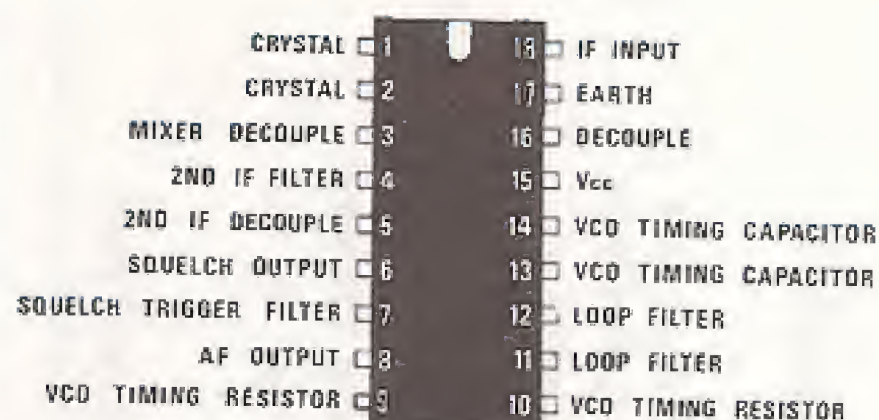 CRYSTAL 1 18 IF INPUT
CRYSTAL 2 17 EARTH
MIXER DECOUPLE 3 16 DECOUPLE
2ND IF FILTER 4 15 Vcc
2ND IF DECOUPLE 5 14 VCO TIMING CAPACITOR
SQUELCH OUTPUT 6 13 VCO TIMING CAPACITOR
SQUELCH TRIGGER FILTER 7 12 LOOP FILTER
AF OUTPUT 8 11 LOOP FILTER
VCO TIMING RESISTOR 9 10 VCO TIMING RESISTOR